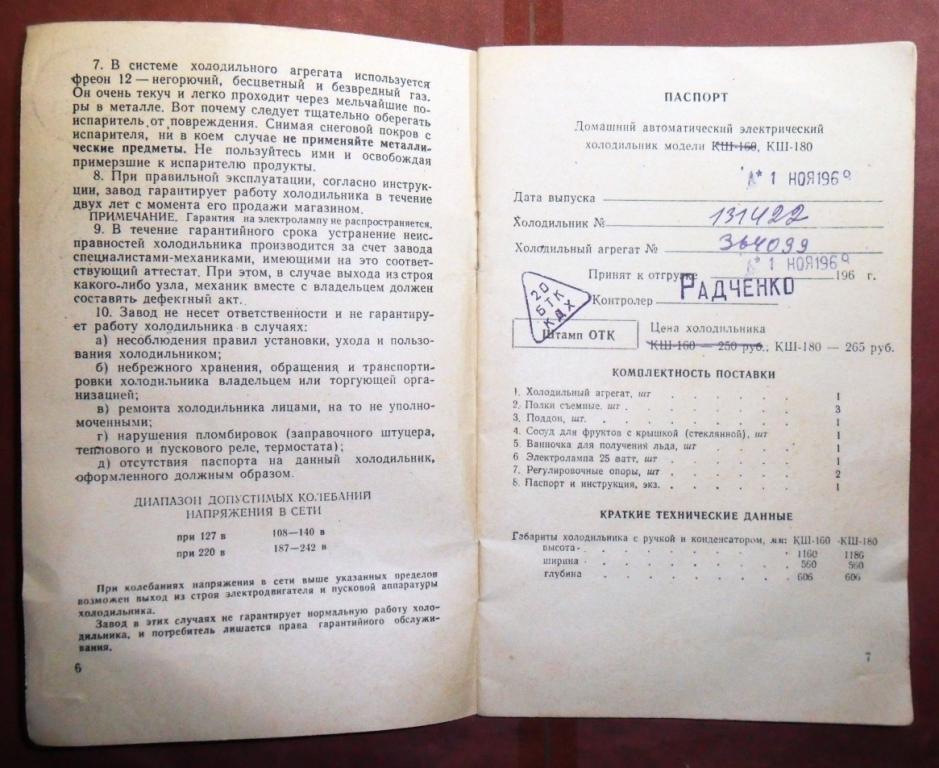 7. В системе холодильного агрегата используется
фреон 12—негорючий, бесцветный и безвредный газ.
Он очень текуч и легко проходит через мельчайшие по-
ры в металле. Вот почему следует тщательно оберегать
испаритель от повреждения. Снимая снеговой покров с
испарителя, ни в коем случае не применяйте металли-
ческие предметы. Не пользуйтесь ими и освобождая
примерзшие к испарителю продукты.
8. При правильной эксплуатации, согласно инструк-
ции, завод гарантирует работу холодильника в течение
двух лет с момента его продажи магазином.
ПРИМЕЧАНИЕ. Гарантия на электролампу не распространяется.
9. В течение гарантийного срока устранение неис-
правностей холодильника производится за счет завода
специалистами-механиками, имеющими на это соответ-
ствующий аттестат. При этом, в случае выхода из строя
какого-либо узла, механик вместе с владельцем должен
составить дефектный акт.
10. Завод не несет ответственности и не гарантиру-
ет работу холодильника в случаях:
а) несоблюдения правил установки, ухода и пользо-
вания холодильником;
б) небрежного хранения, обращения и транспорти-
ровки холодильника владельцем или торгующей орга-
низацией;
в) ремонта холодильника лицами, на то не уполно-
моченными;
г) нарушения пломбировок (заправочного штуцера,
теплового и пускового реле, термостата);
д) отсутствия паспорта на данный холодильник,
оформленного должным образом.
ДИАПАЗОН ДОПУСТИМЫХ КОЛЕБАНИЙ
НАПРЯЖЕНИЯ В СЕТИ
при 127 в 108—140 в
при 220 в 187—242 в
При колебаниях напряжения в сети выше указанных пределов
возможен выход из строя электродвигателя и пусковой аппаратуры
холодильника.
Завод в этих случаях не гарантирует нормальную работу холо-
дильника, и потребитель лишается права гарантийного обслужи-
вания.
6
ПАСПОРТ
Домашний автоматический электрический
холодильник модели КШ-160, КШ-180
1 НОЯ 196
Дата выпуска
Холодильник № 131422
Холодильный агрегат № 364099
1 НОЯ 196
Принят к отгрузке 196 г.
Контролер РАДЧЕНКО
20
БТК
КДХ
Штамп ОТК
Цена холодильника
КШ-160 — 250 руб., КШ-180 — 265 руб.
КОМПЛЕКТНОСТЬ ПОСТАВКИ
1. Холодильный агрегат, шт 1
2. Полки съемные, шт . 3
3. Поддон, шт. 1
4. Сосуд для фруктов с крышкой (стеклянной), шт 1
5. Ванночка для получения льда, шт 1
6 Электролампа 25 ватт, шт 1
7. Регулировочные опоры, шт 2
8. Паспорт и инструкция, экз. 1
КРАТКИЕ ТЕХНИЧЕСКИЕ ДАННЫЕ
Габариты холодильника с ручкой и конденсатором, мм: КШ-160 КШ-180
высота 1160 1186
ширина 560 560
глубина 606 606
7